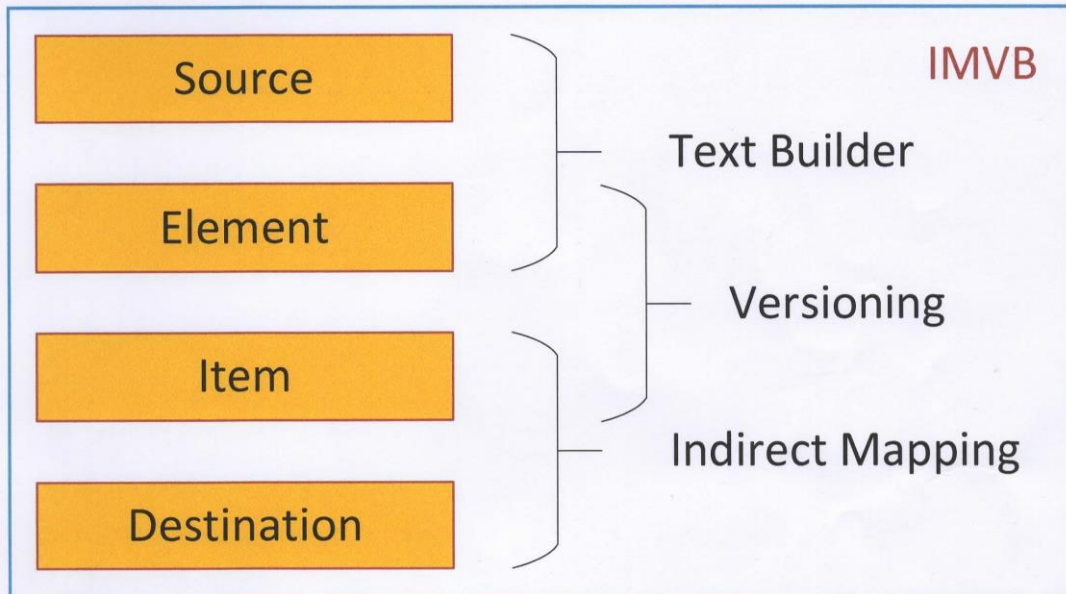 IMVB
Source
Text Builder
Element
Versioning
Item
Indirect Mapping
Destination